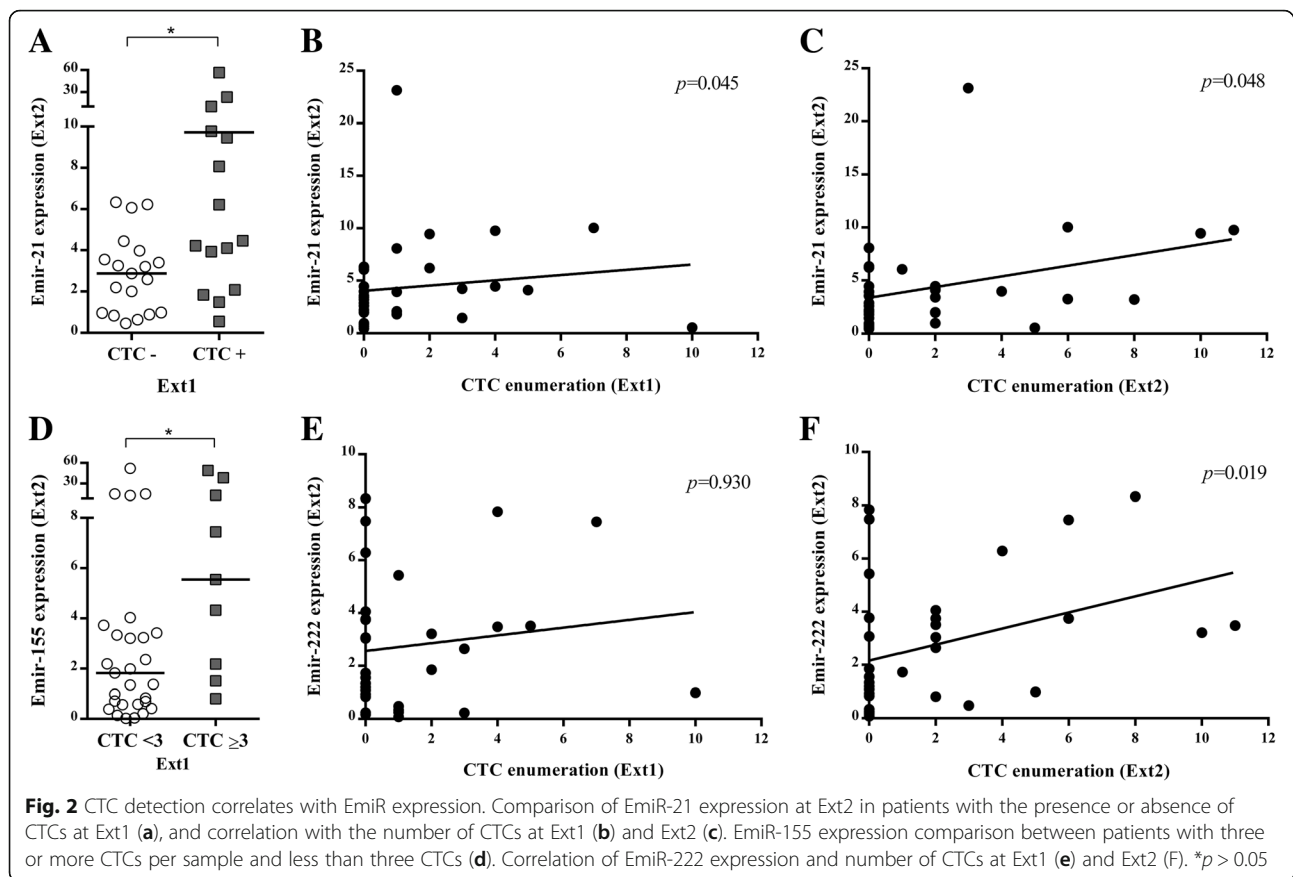 A
*
Emir-21 expression (Ext2)
60
30
10
8
6
4
2
0
CTC -
CTC +
Ext1
B
p=0.045
Emir-21 expression (Ext2)
25
20
15
10
5
0
0
2
4
6
8
10
12
CTC enumeration (Ext1)
C
p=0.048
Emir-21 expression (Ext2)
25
20
15
10
5
0
0
2
4
6
8
10
12
CTC enumeration (Ext2)
D
*
Emir-155 expression (Ext2)
60
30
8
6
4
2
0
CTC <3
CTC ≥3
Ext1
E
p=0.930
Emir-222 expression (Ext2)
10
8
6
4
2
0
0
2
4
6
8
10
12
CTC enumeration (Ext1)
F
p=0.019
Emir-222 expression (Ext2)
10
8
6
4
2
0
0
2
4
6
8
10
12
CTC enumeration (Ext2)
Fig. 2 CTC detection correlates with EmiR expression. Comparison of EmiR-21 expression at Ext2 in patients with the presence or absence of
CTCs at Ext1 (a), and correlation with the number of CTCs at Ext1 (b) and Ext2 (c). EmiR-155 expression comparison between patients with three
or more CTCs per sample and less than three CTCs (d). Correlation of EmiR-222 expression and number of CTCs at Ext1 (e) and Ext2 (F). *p > 0.05